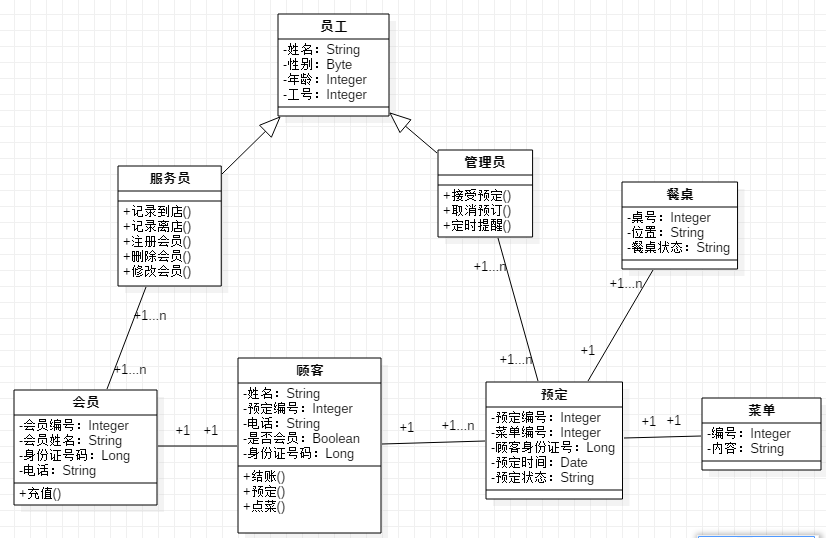 员工
-姓名：String
-性别：Byte
-年龄：Integer
-工号：Integer
服务员
+记录到店()
+记录离店()
+注册会员()
+删除会员()
+修改会员()
管理员
+接受预定()
+取消预订()
+定时提醒()
餐桌
-桌号：Integer
-位置：String
-餐桌状态：String
+1...n
+1...n
+1...n
+1...n
+1...n
+1
会员
-会员编号：Integer
-会员姓名：String
-身份证号码：Long
-电话：String
+充值()
+1
+1
顾客
-姓名：String
-预定编号：Integer
-电话：String
-是否会员：Boolean
-身份证号码：Long
+结账()
+预定()
+点菜()
+1
+1...n
预定
-预定编号：Integer
-菜单编号：Integer
-顾客身份证号：Long
-预定时间：Date
-预定状态：String
+1
+1
菜单
-编号：Integer
-内容：String